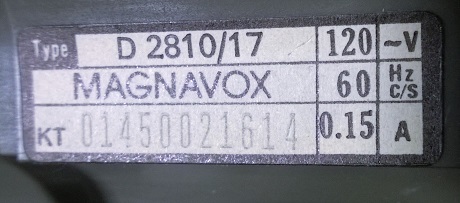 Type D 2810/17 120 ~V
MAGNAVOX 60 Hz C/S
KT 01450021614 0.15 A